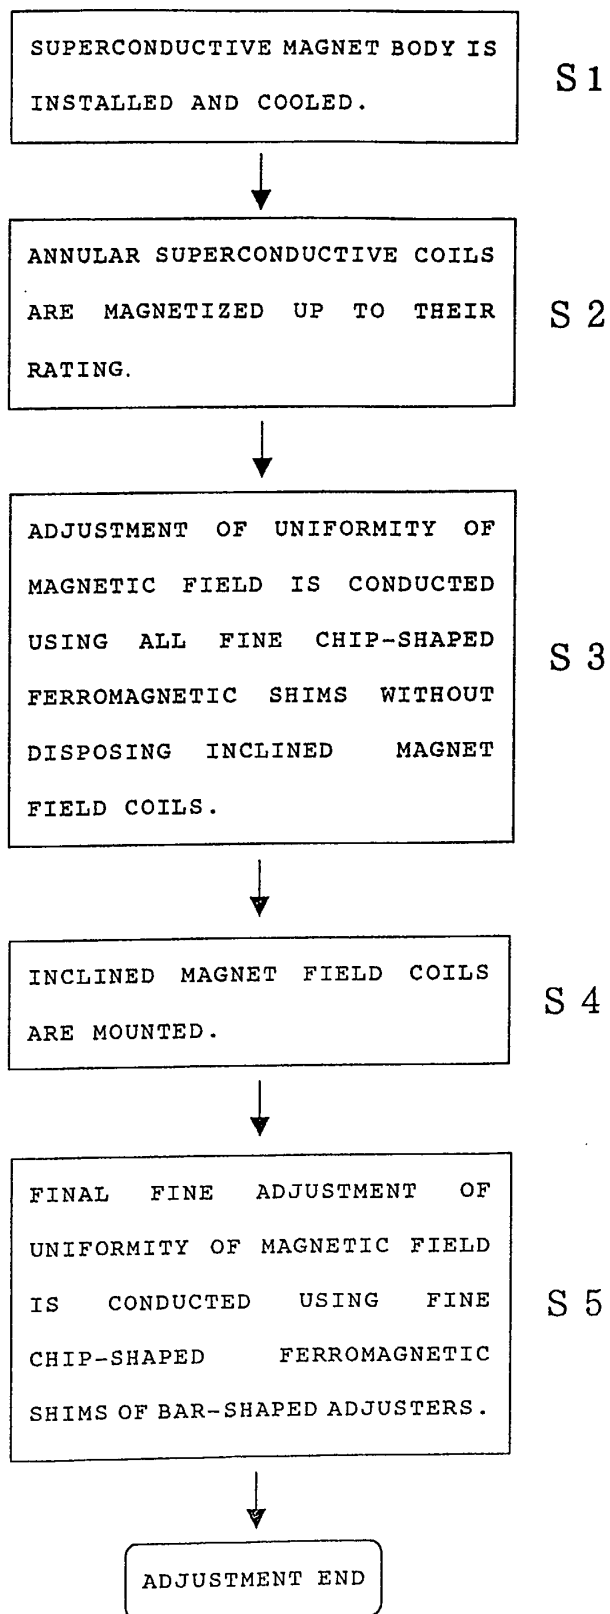 SUPERCONDUCTIVE MAGNET BODY IS
INSTALLED AND COOLED.
S1
ANNULAR SUPERCONDUCTIVE COILS
ARE MAGNETIZED UP TO THEIR
RATING.
S2
ADJUSTMENT OF UNIFORMITY OF
MAGNETIC FIELD IS CONDUCTED
USING ALL FINE CHIP-SHAPED
FERROMAGNETIC SHIMS WITHOUT
DISPOSING INCLINED MAGNET
FIELD COILS.
S3
INCLINED MAGNET FIELD COILS
ARE MOUNTED.
S4
FINAL FINE ADJUSTMENT OF
UNIFORMITY OF MAGNETIC FIELD
IS CONDUCTED USING FINE
CHIP-SHAPED FERROMAGNETIC
SHIMS OF BAR-SHAPED ADJUSTERS.
S5
ADJUSTMENT END